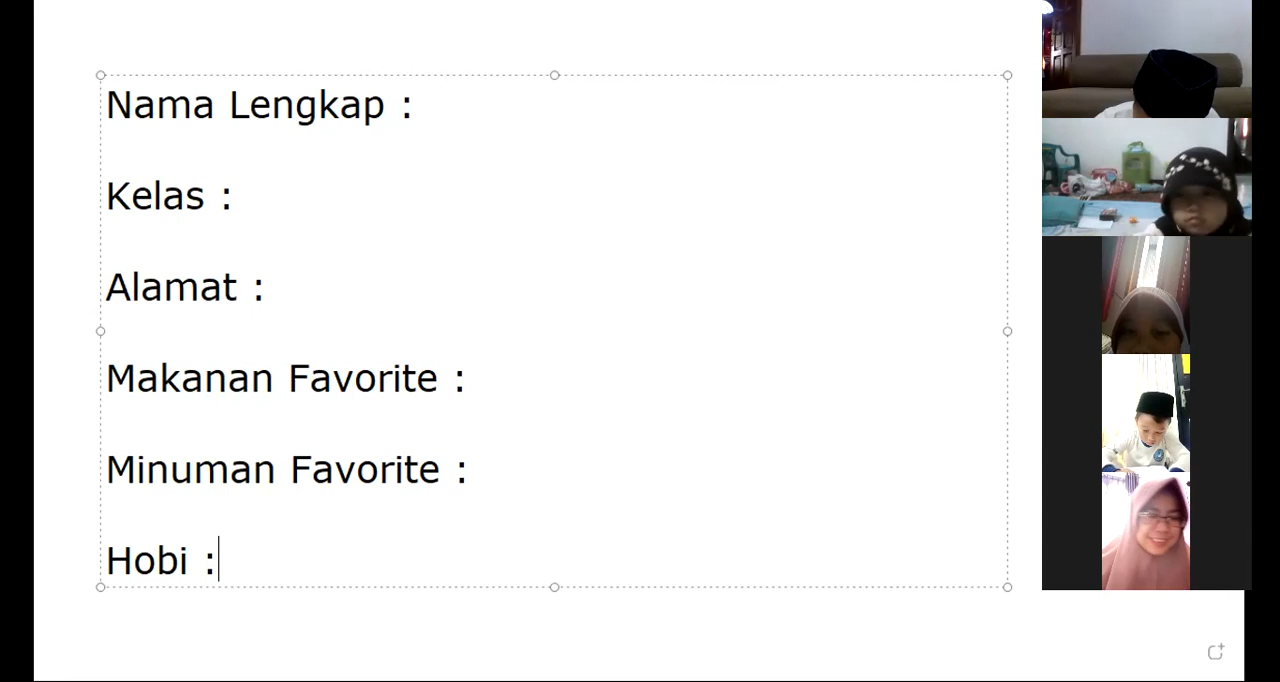 Nama Lengkap :
Kelas :
Alamat :
Makanan Favorite :
Minuman Favorite :
Hobi :